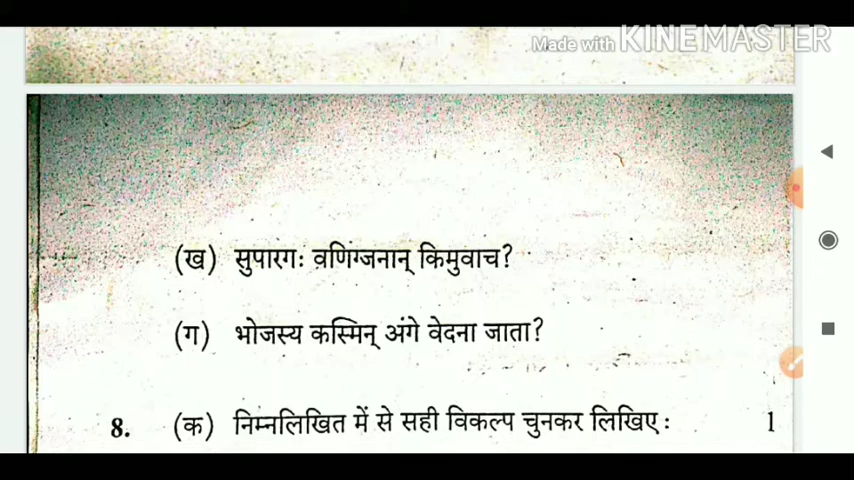 Made with KINEMASTER
(ख) सुपारगः वणिग्जनान् किमुवाच?
(ग) भोजस्य कस्मिन् अंगे वेदना जाता?
8. (क) निम्नलिखित में से सही विकल्प चुनकर लिखिए : 1